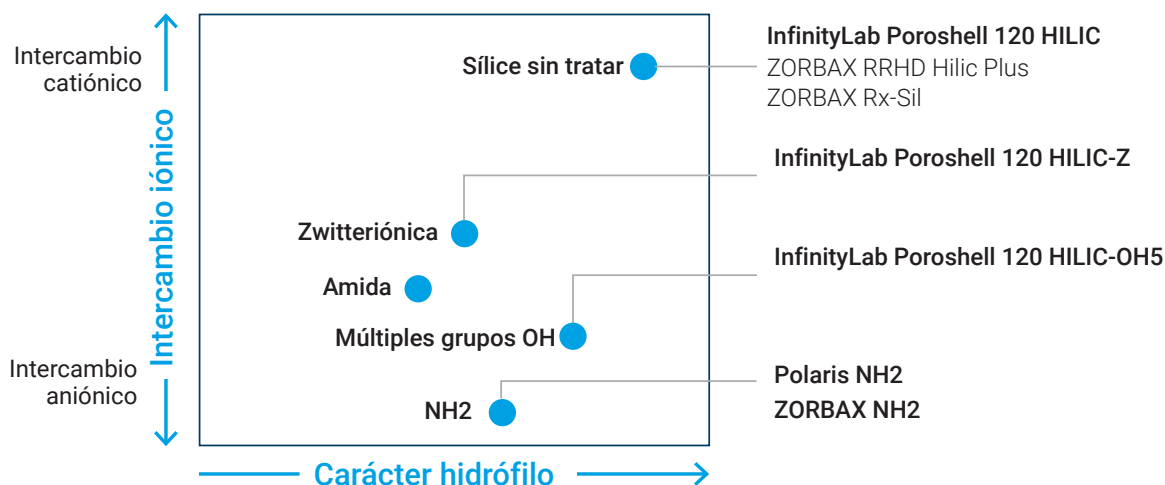 Intercambio
catiónico
Intercambio iónico
Intercambio
aniónico
Sílice sin tratar
Zwitteriónica
Amida
Múltiples grupos OH
NH2
InfinityLab Poroshell 120 HILIC
ZORBAX RRHD Hilic Plus
ZORBAX Rx-Sil
InfinityLab Poroshell 120 HILIC-Z
InfinityLab Poroshell 120 HILIC-OH5
Polaris NH2
ZORBAX NH2
Carácter hidrófilo